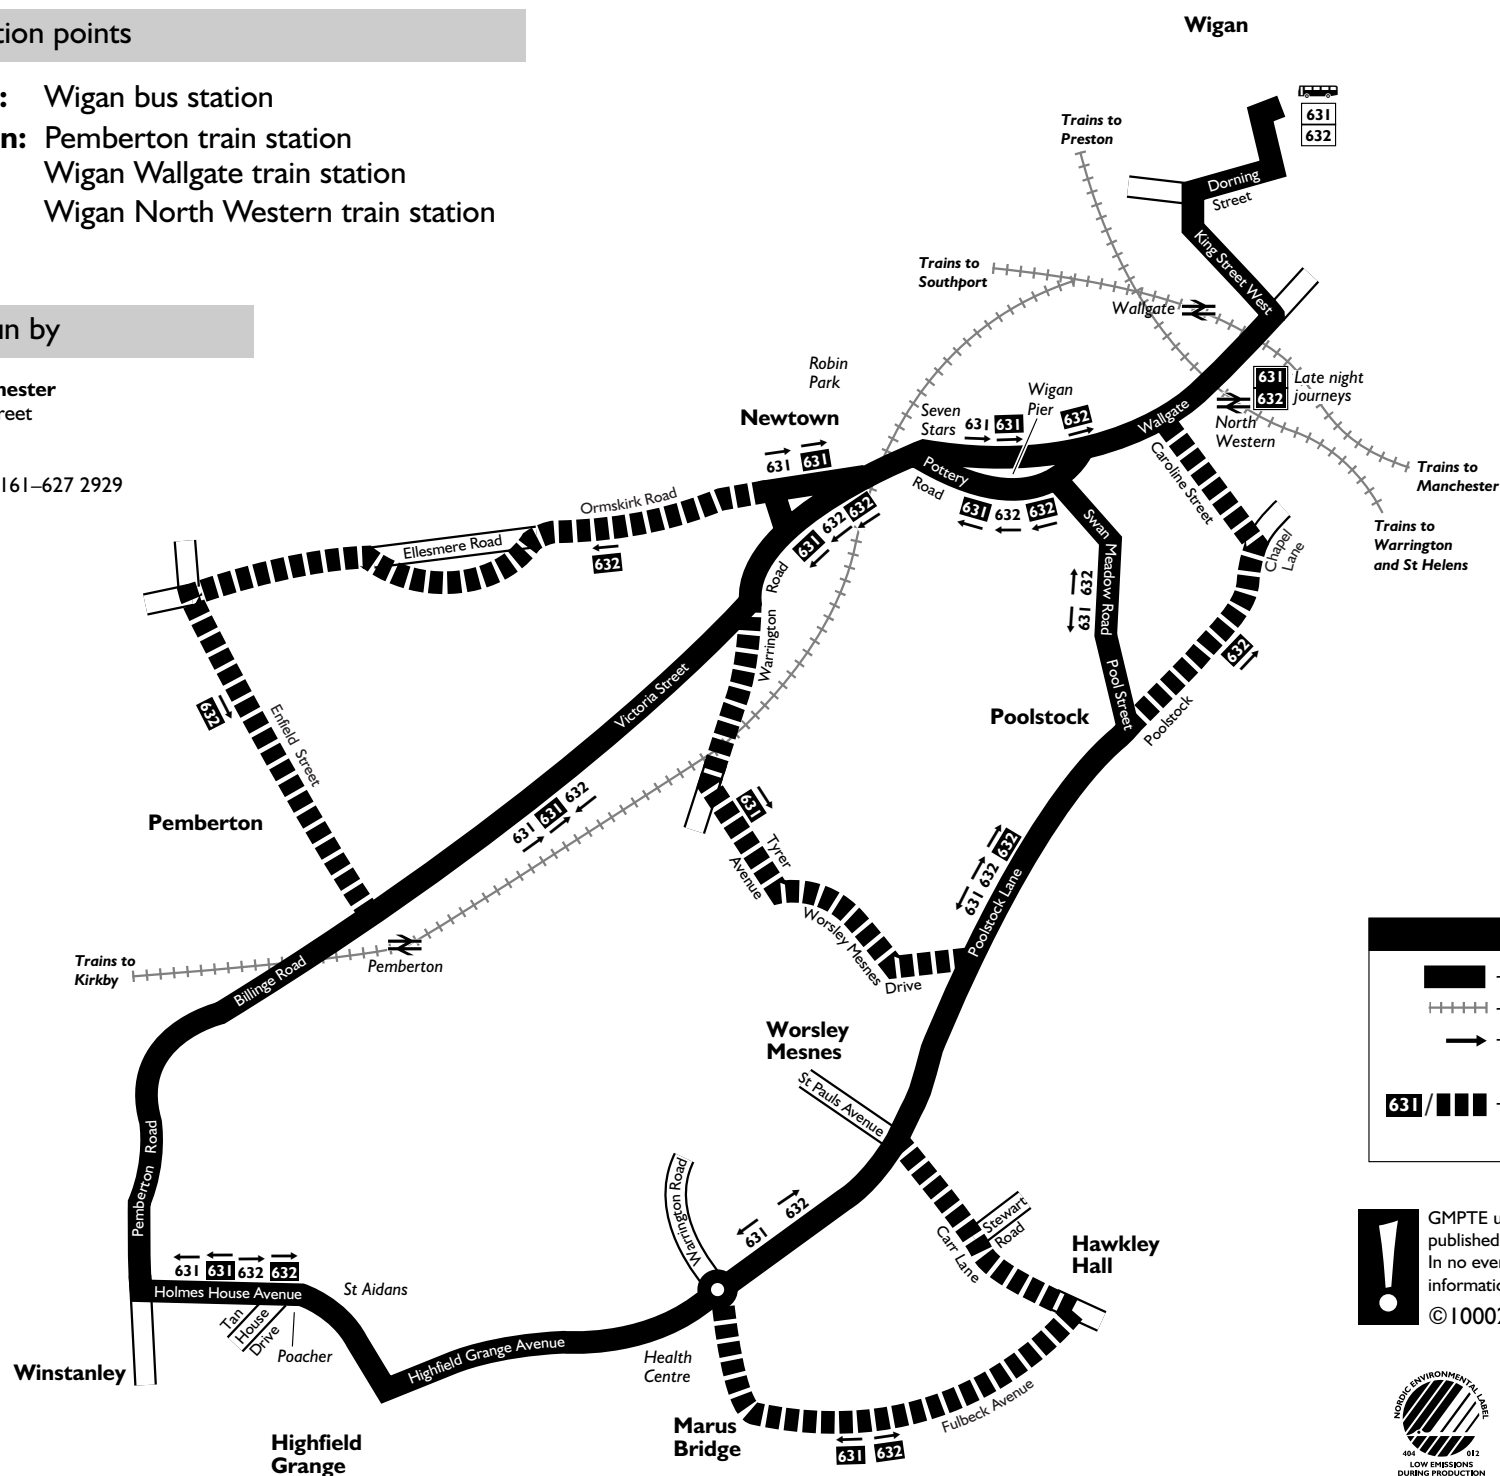 tion points
: Wigan bus station
n: Pemberton train station
Wigan Wallgate train station
Wigan North Western train station
un by
hester
reet
161–627 2929
Wigan
631
632
Trains to
Preston
Dorning
Street
King Street West
Trains to
Southport
Wallgate
Robin
Park
631
632
Late night
journeys
North
Western
Wigan
Pier
Seven
Stars
631 631
632
Wallgate
Newtown
631 631
Caroline Street
Trains to
Manchester
Pottery
Road
631 632 632
Ormskirk Road
Ellesmere Road
632
631 632 632
Swan Meadow Road
Chapel
Lane
Trains to
Warrington
and St Helens
Warrington Road
631 632
632
Enfield Street
632
Victoria Street
Pool Street
Poolstock
Poolstock
Pemberton
631 631 632
631
Tyrer
Avenue
631 632 632
Poolstock Lane
Worsley Mesnes
Drive
Trains to
Kirkby
Billinge Road
Pemberton
Worsley
Mesnes
St Pauls Avenue
631/
Pemberton Road
Warrington Road
631 632
Stewart
Road
Carr Lane
Hawkley
Hall
GMPTE u
published
In no ever
informatio
©10002
631 631 632 632
Holmes House Avenue
St Aidans
Tan
House
Drive
Poacher
Highfield Grange Avenue
Health
Centre
Winstanley
Fulbeck Avenue
Marus
Bridge
631 632
Highfield
Grange
NORDIC ENVIRONMENTAL LABEL
404 012
LOW EMISSIONS
DURING PRODUCTION